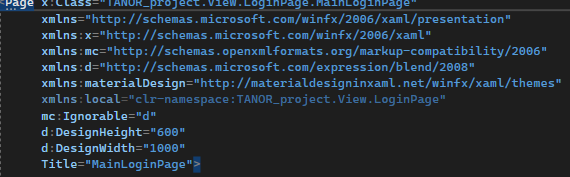 Page x:Class="TANOR_project.View.LoginPage.MainLoginPage"
xmlns="http://schemas.microsoft.com/winfx/2006/xaml/presentation"
xmlns:x="http://schemas.microsoft.com/winfx/2006/xaml"
xmlns:mc="http://schemas.openxmlformats.org/markup-compatibility/2006"
xmlns:d="http://schemas.microsoft.com/expression/blend/2008"
xmlns:materialDesign="http://materialdesigninxaml.net/winfx/xaml/themes"
xmlns:local="clr-namespace:TANOR_project.View.LoginPage"
mc:Ignorable="d"
d:DesignHeight="600"
d:DesignWidth="1000"
Title="MainLoginPage">